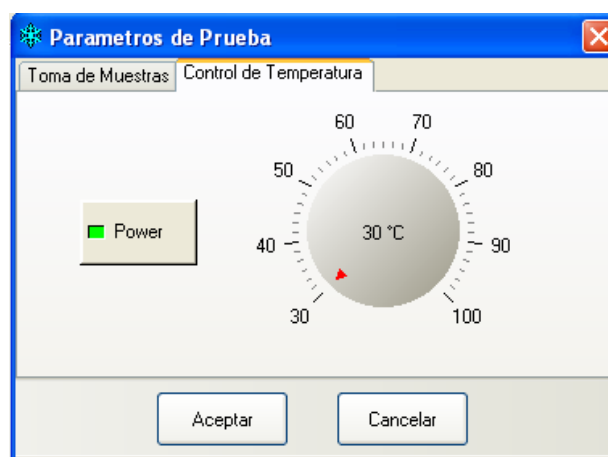 Parametros de Prueba
Toma de Muestras
Control de Temperatura
60
70
50
80
Power
30 °C
40
90
30
100
Aceptar
Cancelar